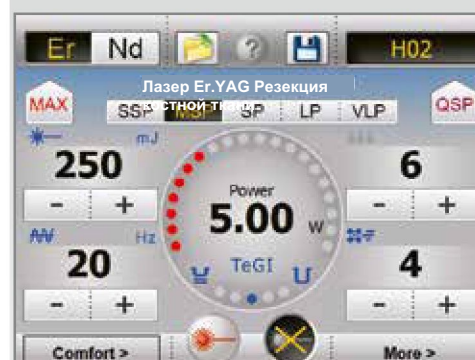 Er Nd H02
Лазер Er.YAG Резекция
костной ткани
MAX SSP MSP SP LP VLP QSP
mJ
250 6
Power
- + 5.00 W - +
Hz
TeGI
20 4
- + - +
Comfort > More >